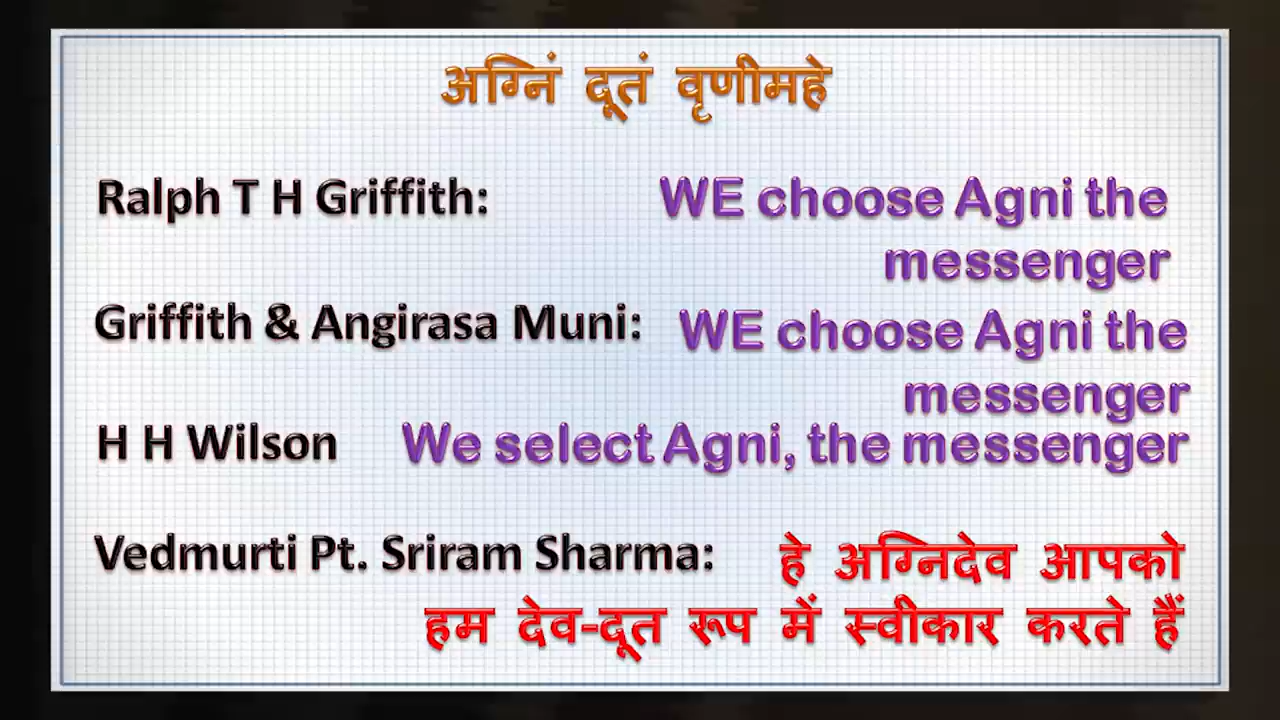 अग्निं दूतं वृणीमहे
Ralph T H Griffith: WE choose Agni the
messenger
Griffith & Angirasa Muni: WE choose Agni the
messenger
H H Wilson We select Agni, the messenger
Vedmurti Pt. Sriram Sharma: हे अग्निदेव आपको
हम देव-दूत रूप में स्वीकार करते हैं